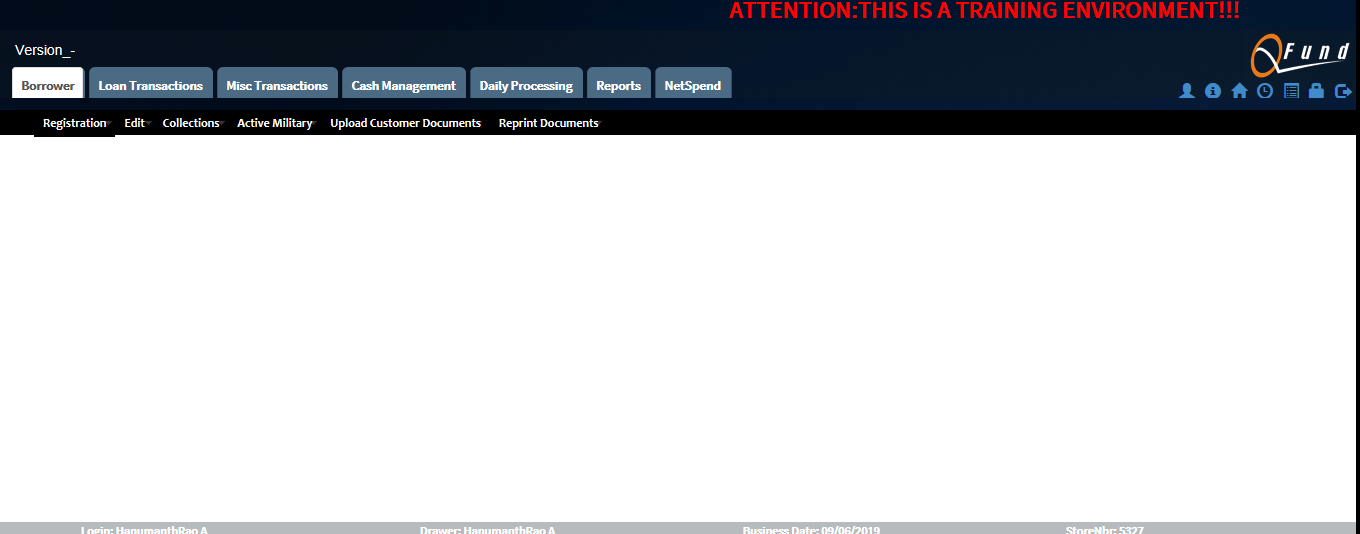 ATTENTION:THIS IS A TRAINING ENVIRONMENT!!!
Version_-
QFund
Borrower Loan Transactions Misc Transactions Cash Management Daily Processing Reports NetSpend
Registration Edit Collections Active Military Upload Customer Documents Reprint Documents
Login: HanumanthRao A Drawer: HanumanthRao A Business Date: 09/06/2019 StoreNbr: 5327